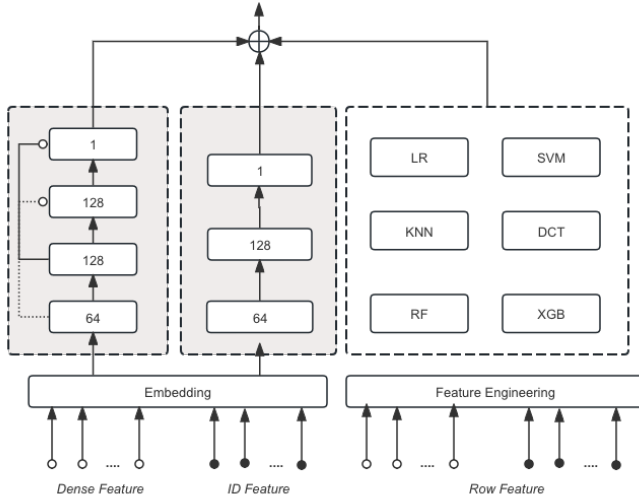 1
128
128
64
1
128
64
LR
SVM
KNN
DCT
RF
XGB
Embedding
Feature Engineering
....
....
....
....
Dense Feature
ID Feature
Row Feature